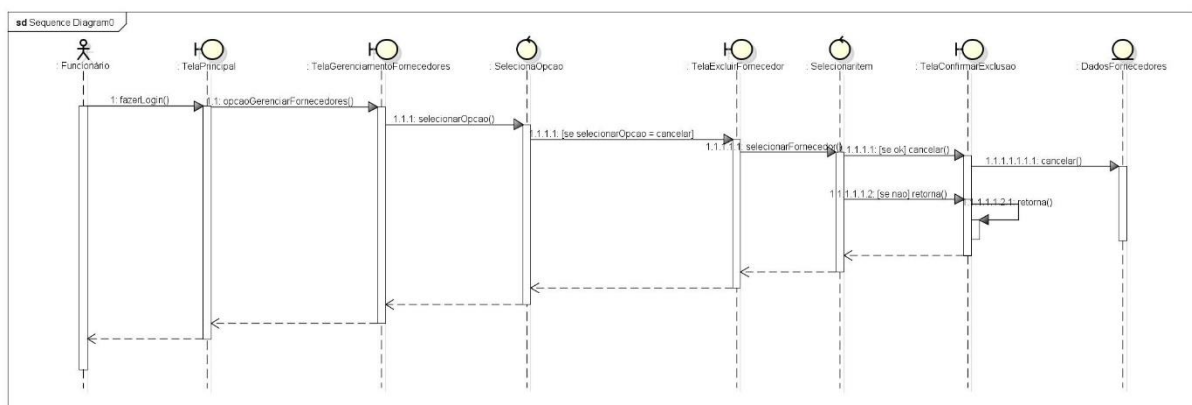 sd Sequence Diagram0
: Funcionário
: TelaPrincipal
: TelaGerenciamentoFornecedores
: SelecionaOpcao
: TelaExcluirFornecedor
: SelecionarItem
: TelaConfirmarExclusao
: DadosFornecedores
1: fazerLogin()
1.1: opcaoGerenciarFornecedores()
1.1.1: selecionarOpcao()
1.1.1.1: [se selecionarOpcao = cancelar]
1.1.1.1.1: selecionarFornecedor()
1.1.1.1.1: [se ok] cancelar()
1.1.1.1.1.1.1: cancelar()
1.1.1.1.1.2: [se nao] retorna()
1.1.1.1.1.2.1: retorna()